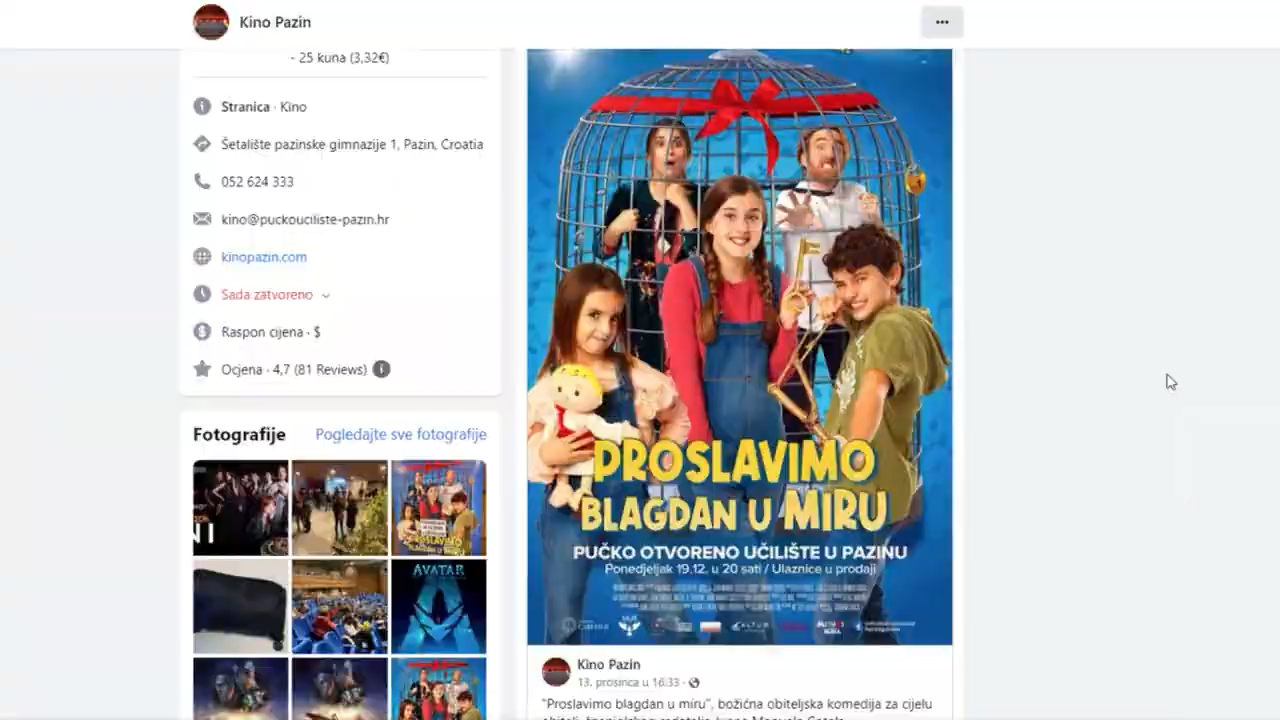 Kino Pazin
- 25 kuna (3,32€)
Stranica · Kino
Šetalište pazinske gimnazije 1, Pazin, Croatia
052 624 333
kino@puckouciliste-pazin.hr
kinopazin.com
Sada zatvoreno
Raspon cijena · $
Ocjena · 4,7 (81 Reviews)
Fotografije
Pogledajte sve fotografije
AVATAR
PROSLAVIMO
BLAGDAN U MIRU
PROSLAVIMO
BLAGDAN U MIRU
PUČKO OTVORENO UČILIŠTE U PAZINU
Ponedjeljak 19.12. u 20 sati / Ulaznice u prodaji
Kino Pazin
13. prosinca u 16:33 ·
"Proslavimo blagdan u miru", božićna obiteljska komedija za cijelu